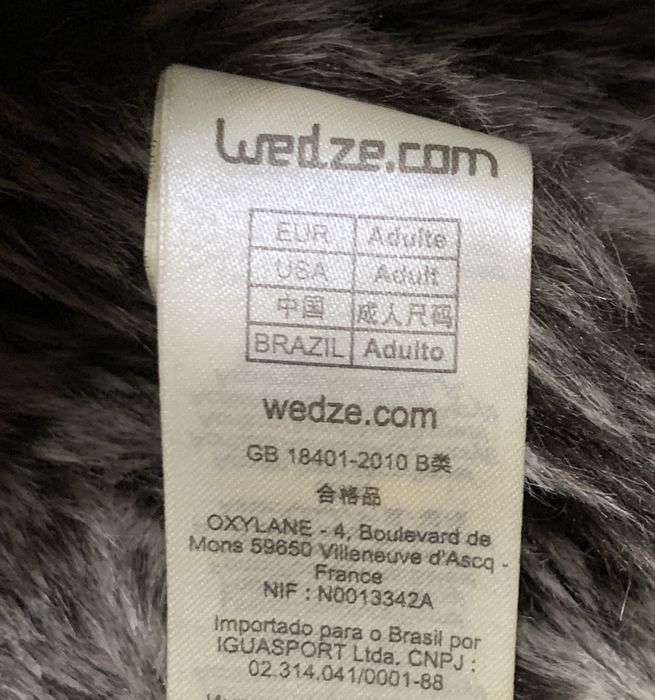 wedze.com
EUR Adulte
USA Adult
中国 成人尺码
BRAZIL Adulto
wedze.com
GB 18401-2010 B类
合格品
OXYLANE - 4, Boulevard de
Mons 59650 Villeneuve d'Ascq -
France
NIF : N0013342A
Importado para o Brasil por
IGUASPORT Ltda. CNPJ :
02.314.041/0001-88